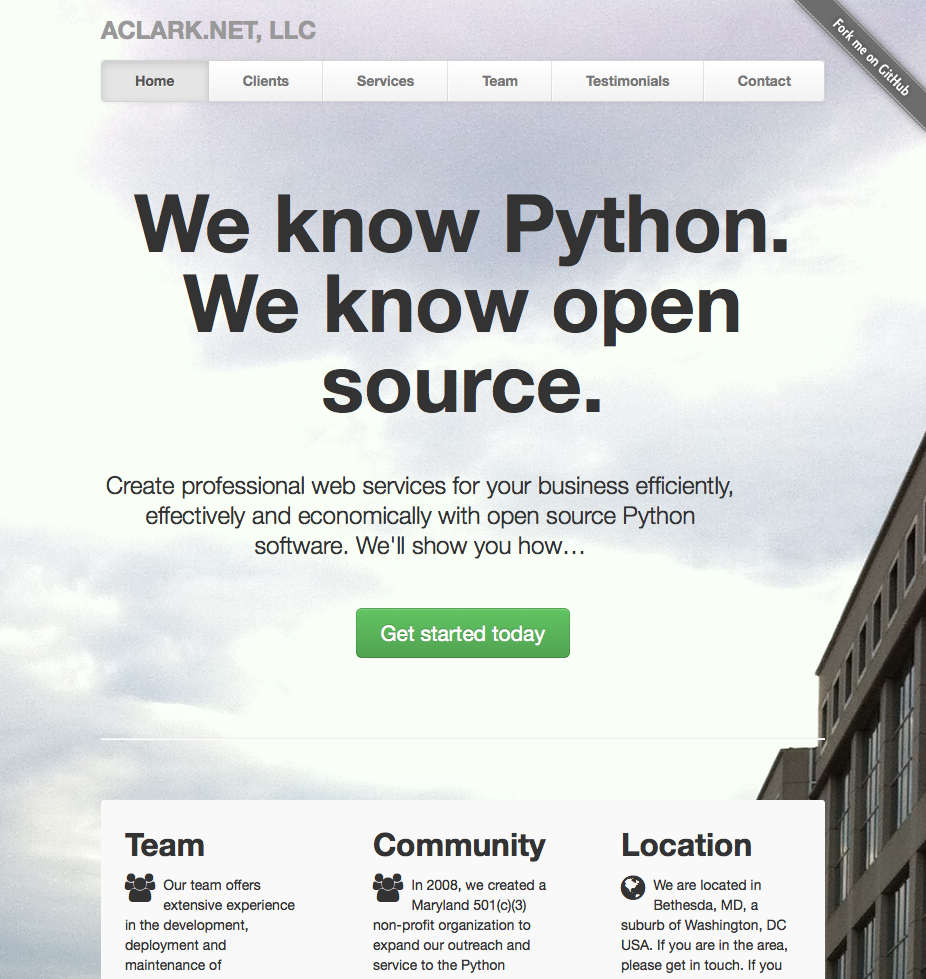 ACLARK.NET, LLC
Fork me on GitHub
Home Clients Services Team Testimonials Contact
We know Python.
We know open
source.
Create professional web services for your business efficiently,
effectively and economically with open source Python
software. We'll show you how…
Get started today
Team
Our team offers
extensive experience
in the development,
deployment and
maintenance of
Community
In 2008, we created a
Maryland 501(c)(3)
non-profit organization to
expand our outreach and
service to the Python
Location
We are located in
Bethesda, MD, a
suburb of Washington, DC
USA. If you are in the area,
please get in touch. If you